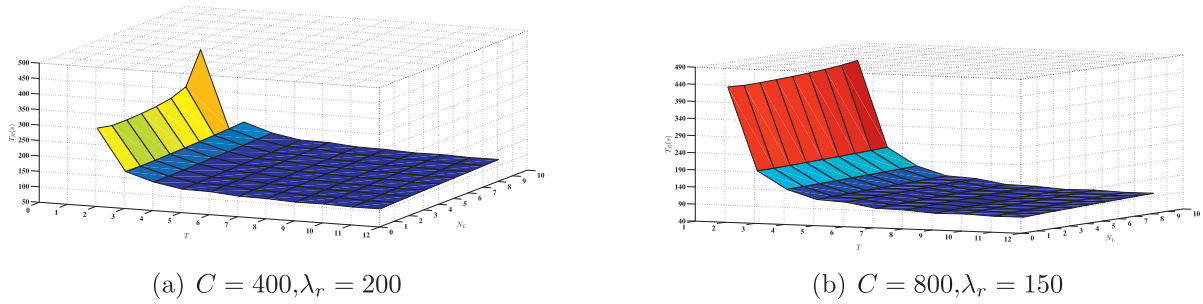 500
450
400
350
300
250
200
150
100
50
T_R(s)
0 1 2 3 4 5 6 7 8 9 10 11 12
T
0 1 2 3 4 5 6 7 8 9 10
N_L
(a) C = 400,λ_r = 200
490
440
390
340
290
240
190
140
90
40
T_R(s)
1 2 3 4 5 6 7 8 9 10 11 12
T
0 1 2 3 4 5 6 7 8 9 10
N_L
(b) C = 800,λ_r = 150